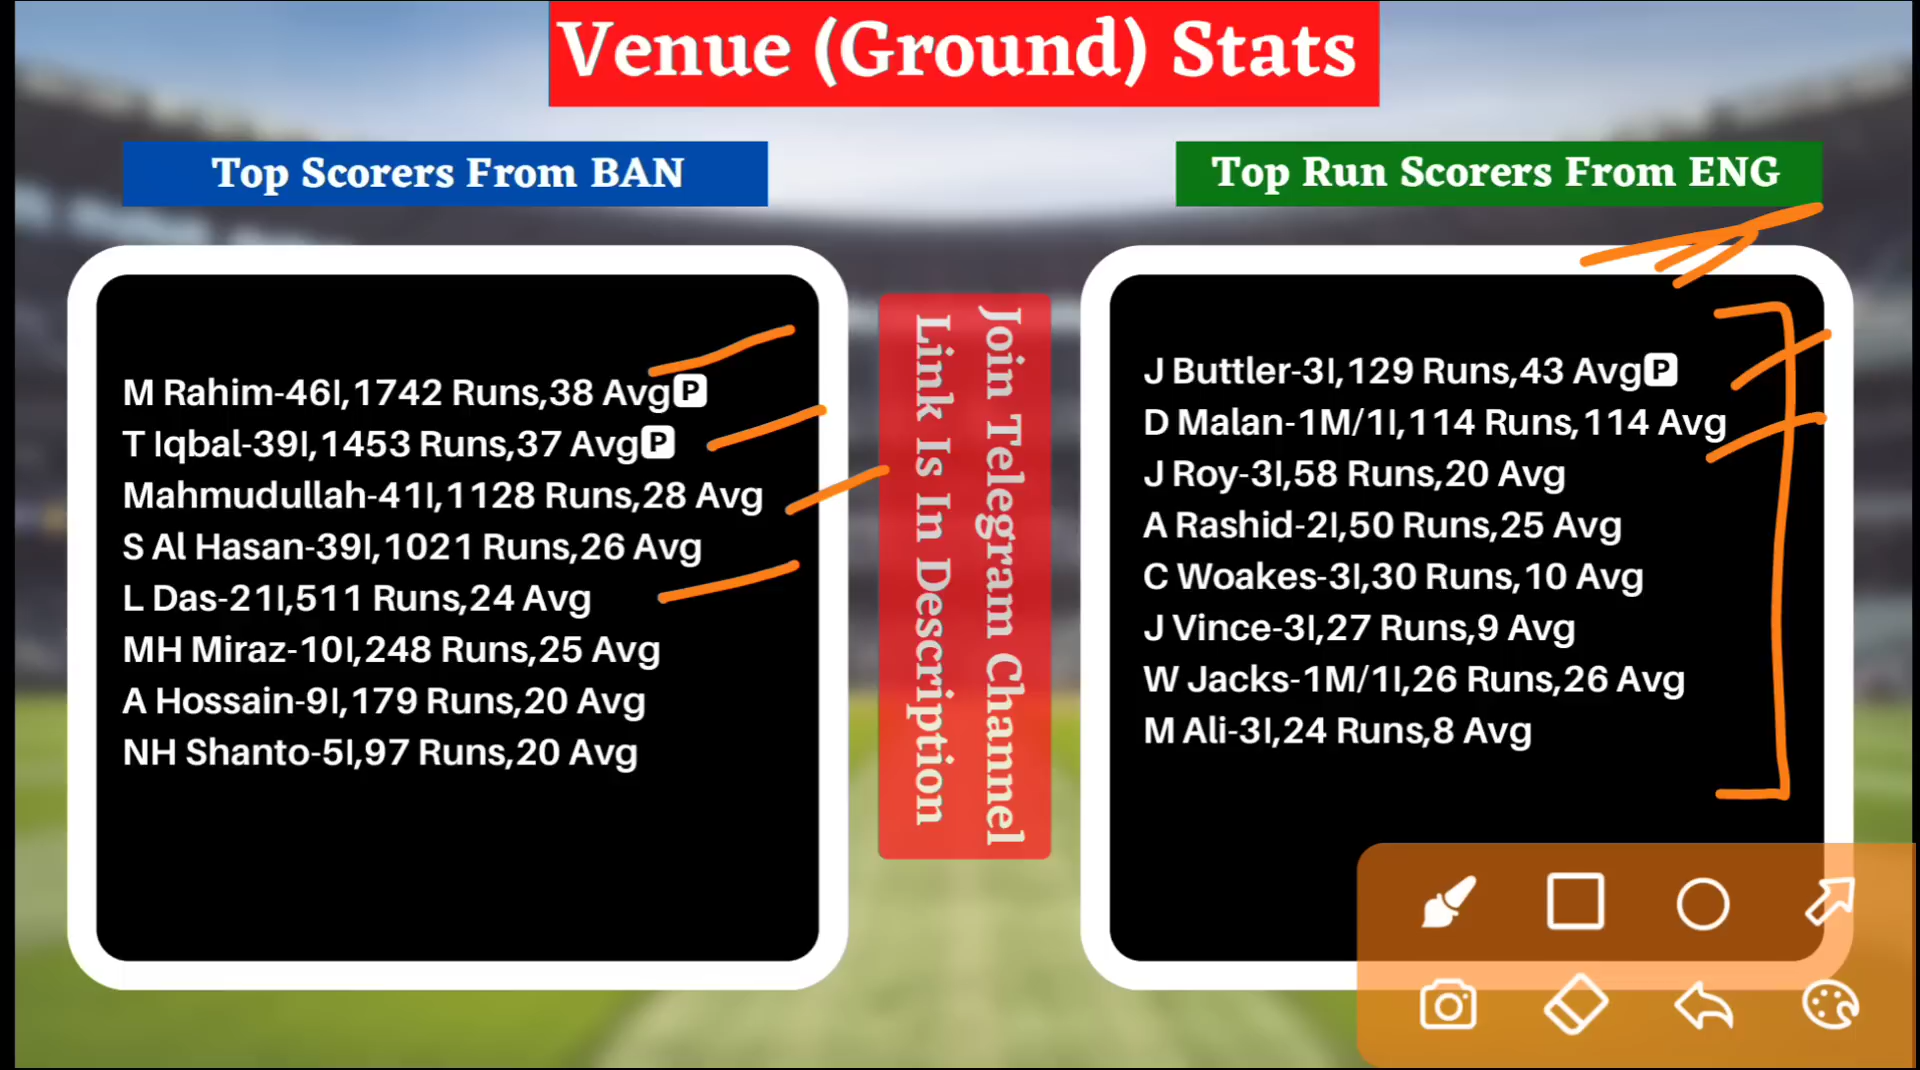 Venue (Ground) Stats
Top Scorers From BAN
M Rahim-46I,1742 Runs,38 Avg🅿
T Iqbal-39I,1453 Runs,37 Avg🅿
Mahmudullah-41I,1128 Runs,28 Avg
S Al Hasan-39I,1021 Runs,26 Avg
L Das-21I,511 Runs,24 Avg
MH Miraz-10I,248 Runs,25 Avg
A Hossain-9I,179 Runs,20 Avg
NH Shanto-5I,97 Runs,20 Avg
Join Telegram Channel
Link Is In Description
Top Run Scorers From ENG
J Buttler-3I,129 Runs,43 Avg🅿
D Malan-1M/1I,114 Runs,114 Avg
J Roy-3I,58 Runs,20 Avg
A Rashid-2I,50 Runs,25 Avg
C Woakes-3I,30 Runs,10 Avg
J Vince-3I,27 Runs,9 Avg
W Jacks-1M/1I,26 Runs,26 Avg
M Ali-3I,24 Runs,8 Avg